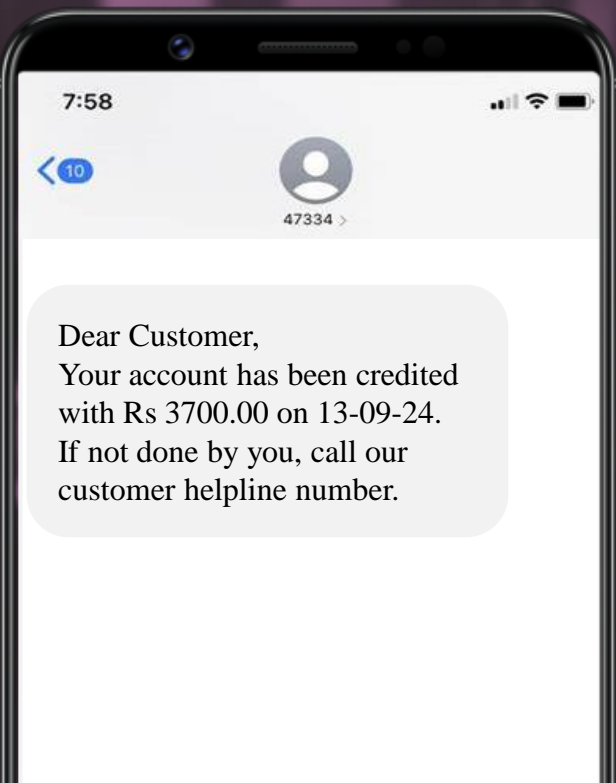 7:58
10
47334 >
Dear Customer,
Your account has been credited
with Rs 3700.00 on 13-09-24.
If not done by you, call our
customer helpline number.